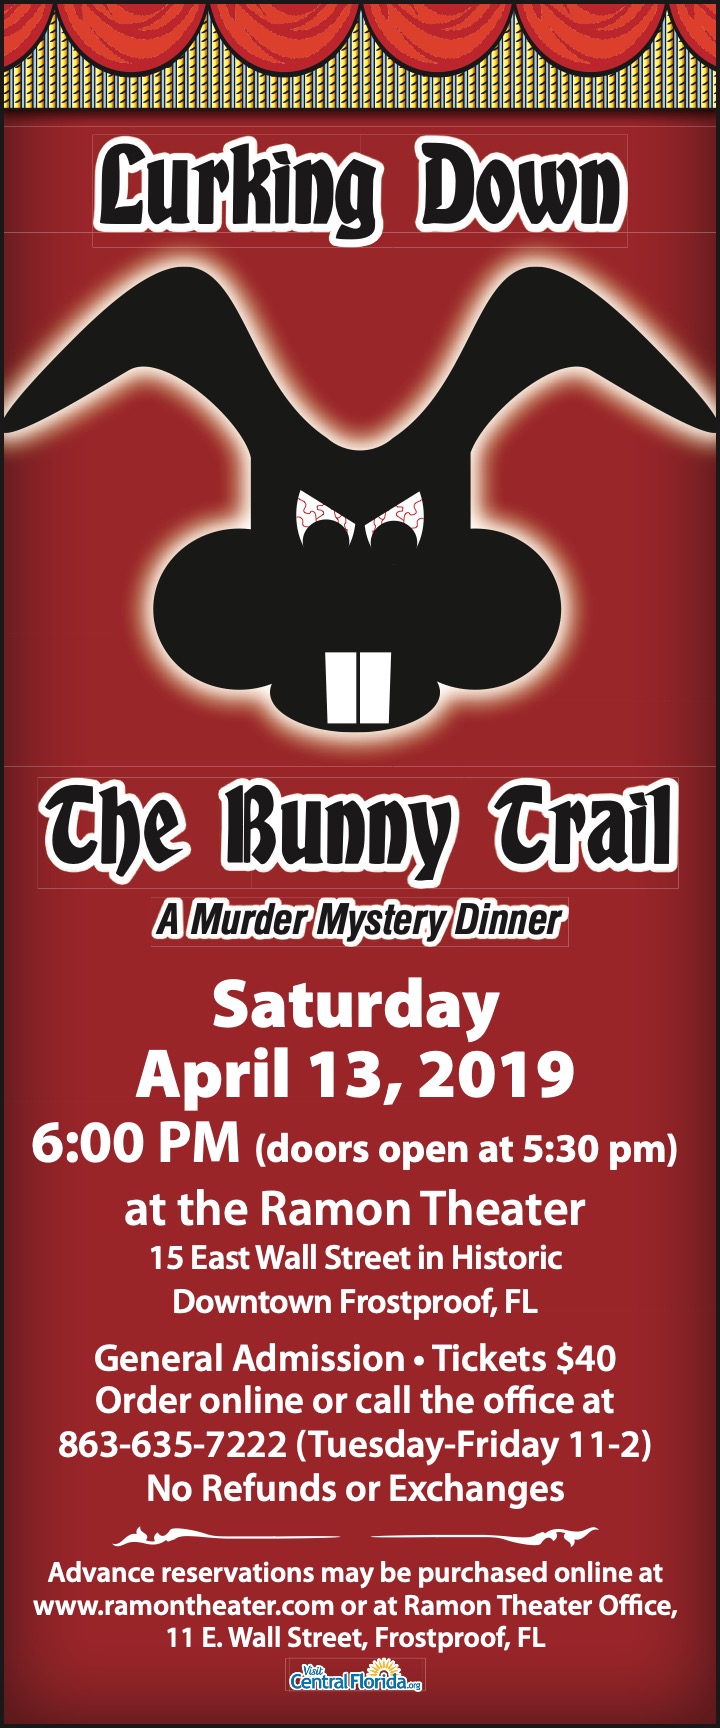 Lurking Down
The Bunny Trail
A Murder Mystery Dinner
Saturday
April 13, 2019
6:00 PM (doors open at 5:30 pm)
at the Ramon Theater
15 East Wall Street in Historic
Downtown Frostproof, FL
General Admission • Tickets $40
Order online or call the office at
863-635-7222 (Tuesday-Friday 11-2)
No Refunds or Exchanges
Advance reservations may be purchased online at
www.ramontheater.com or at Ramon Theater Office,
11 E. Wall Street, Frostproof, FL
Visit
Central Florida.org